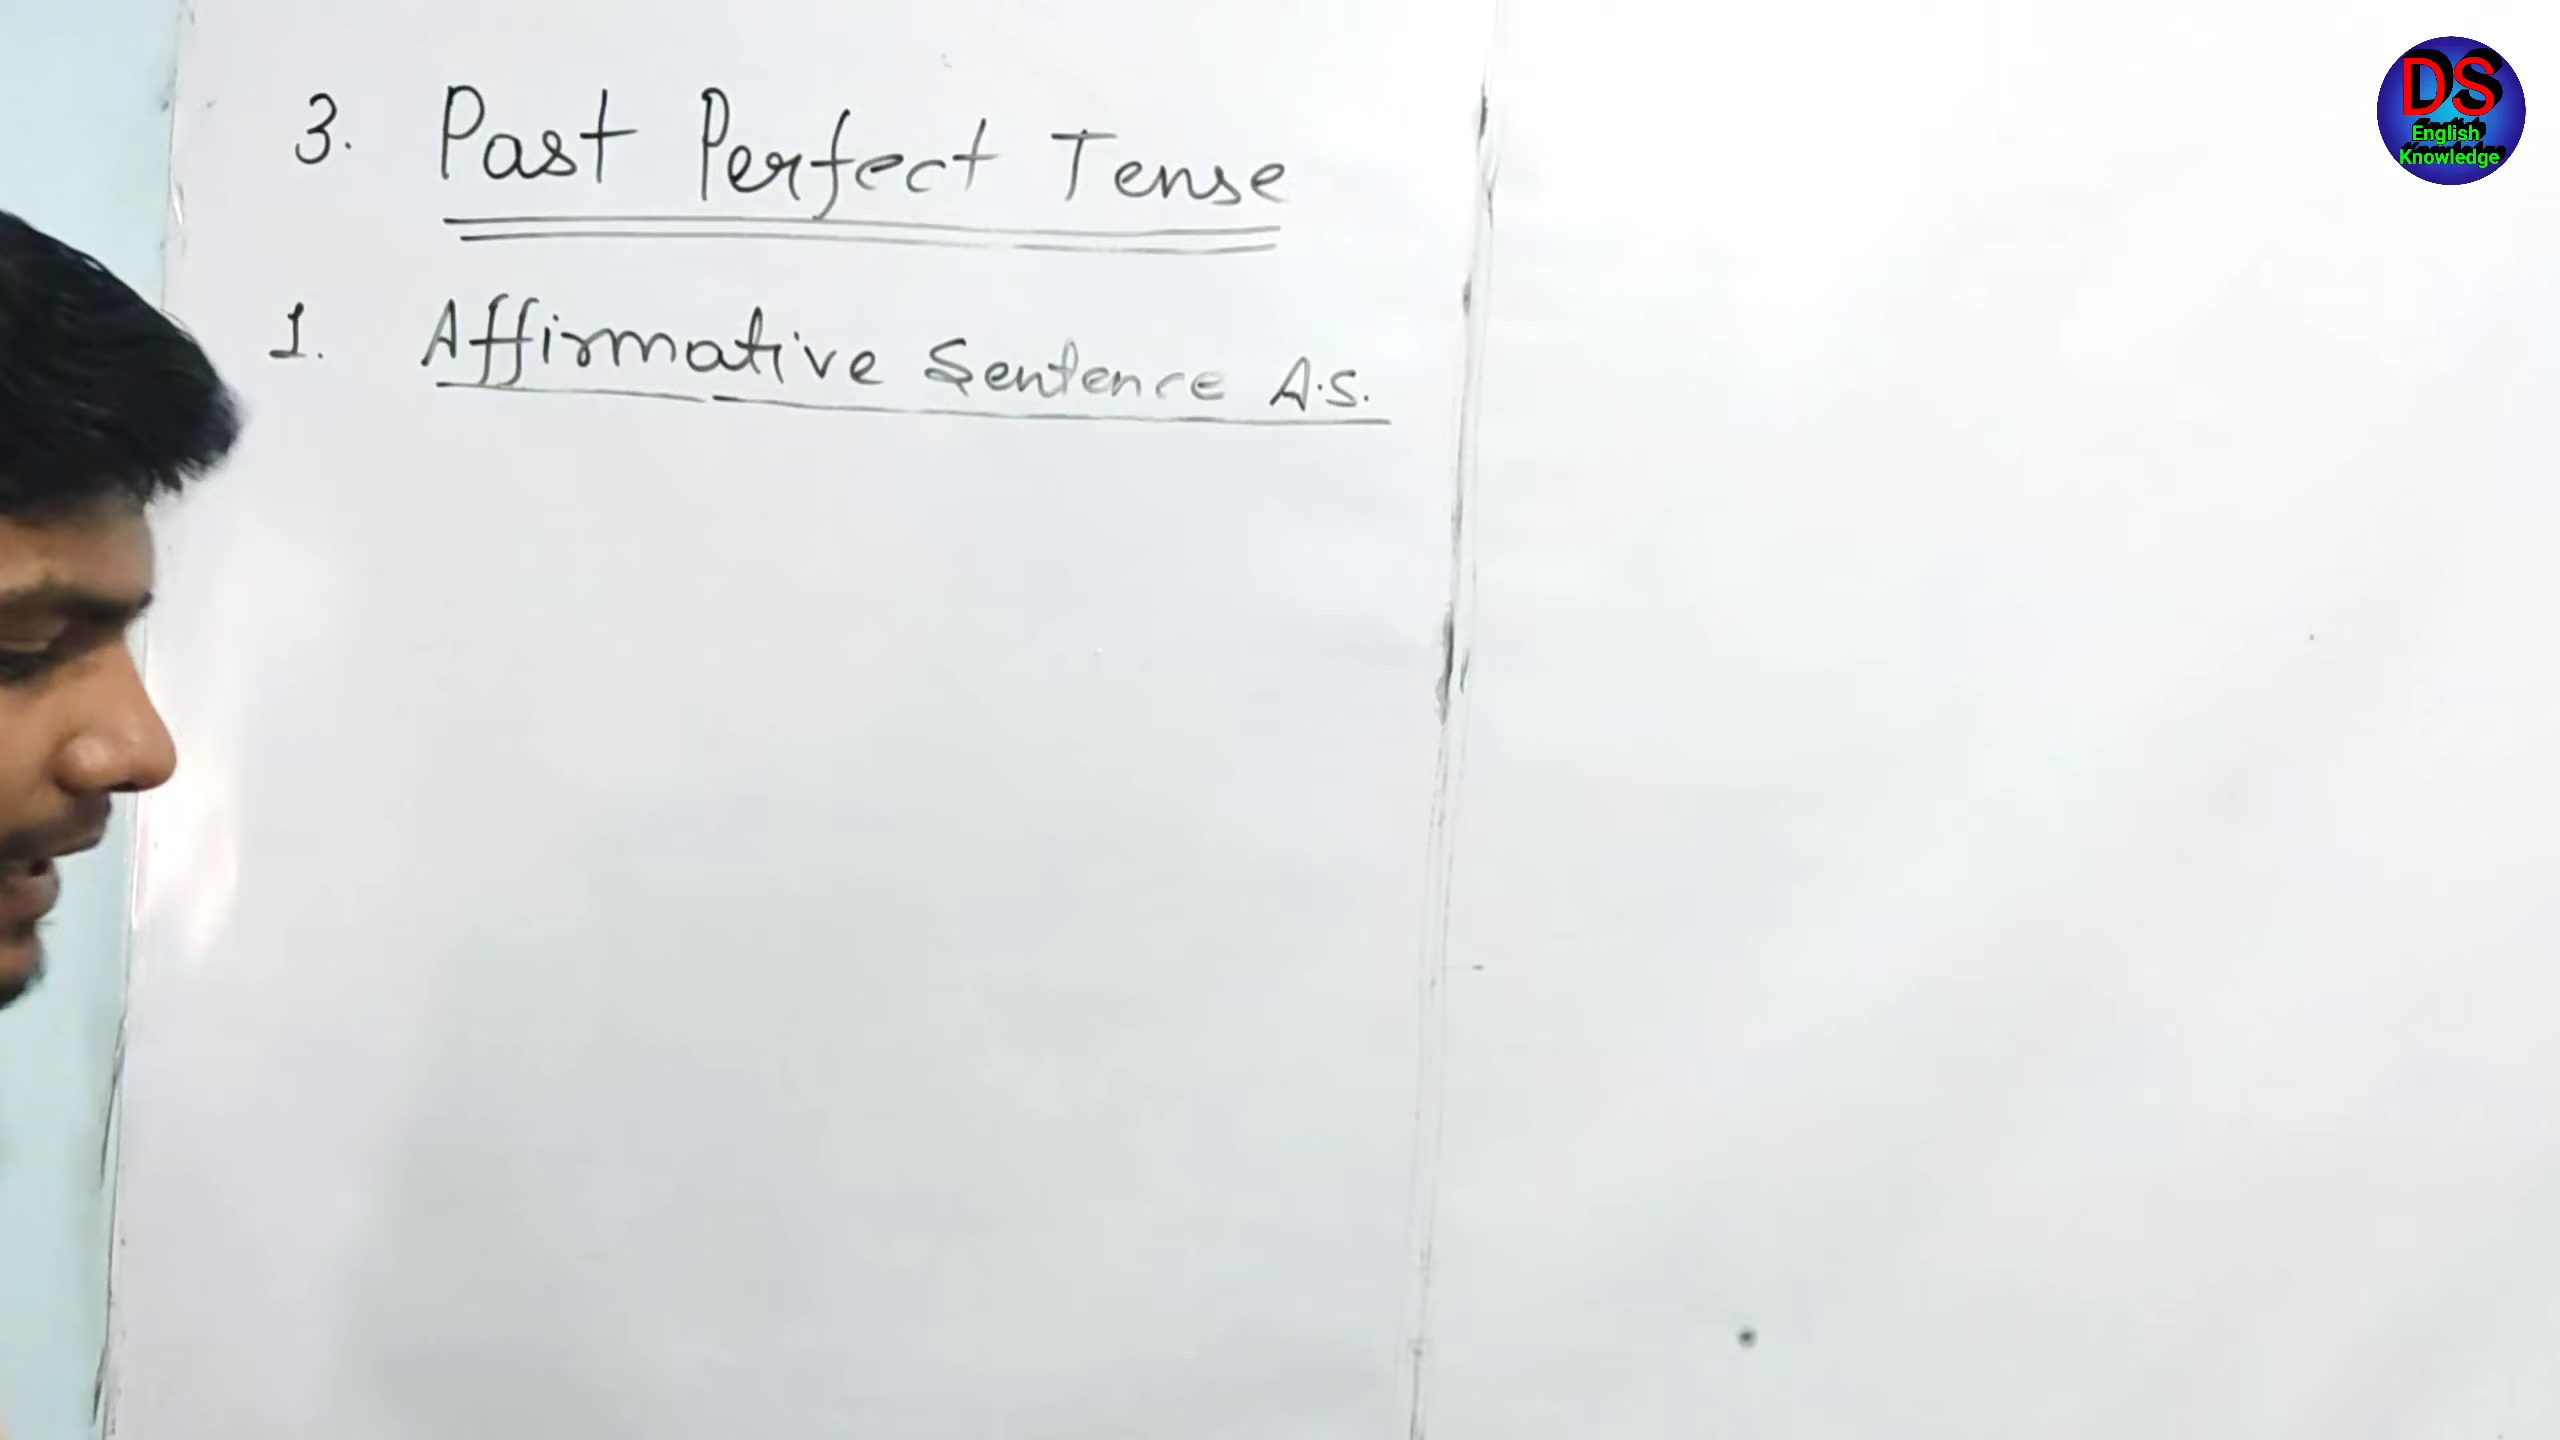 3. Past Perfect Tense
1. Affirmative Sentence A.S.
DS
English
Knowledge